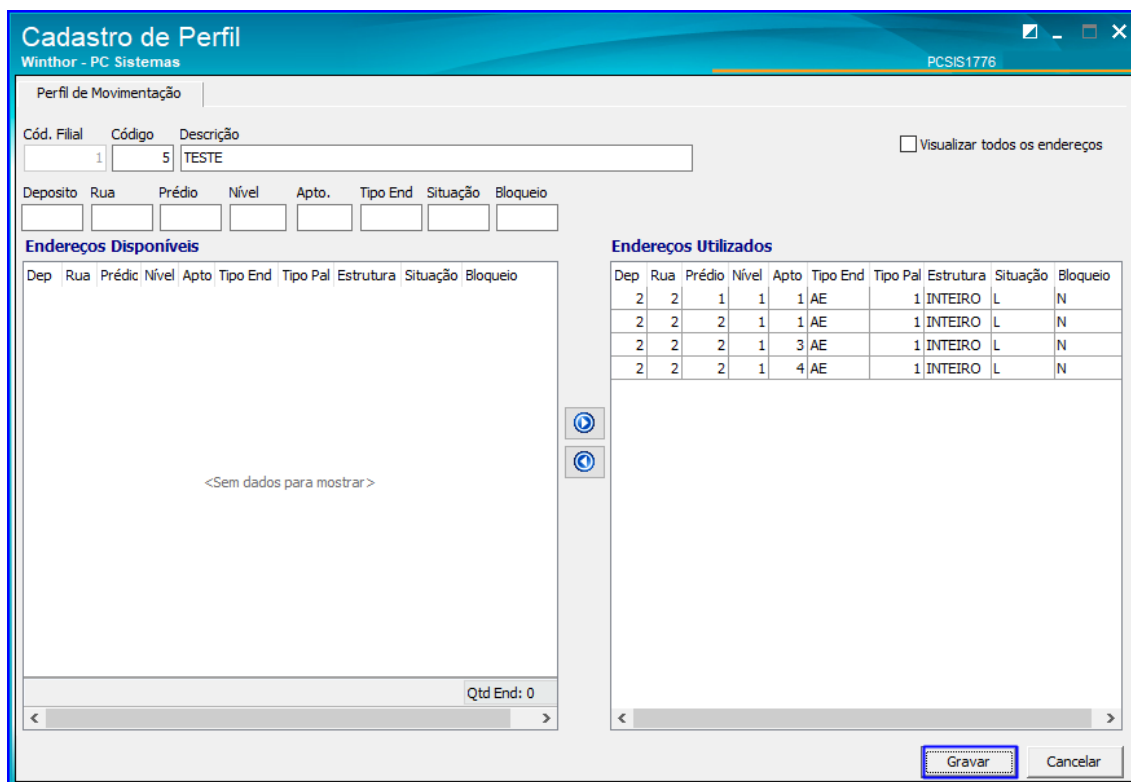 Cadastro de Perfil
Winthor - PC Sistemas
PCSIS1776
Perfil de Movimentação
Cód. Filial Código Descrição
1 5 TESTE
Visualizar todos os endereços
Deposito Rua Prédio Nível Apto. Tipo End Situação Bloqueio
Endereços Disponíveis
Dep Rua Prédic Nível Apto Tipo End Tipo Pal Estrutura Situação Bloqueio
<Sem dados para mostrar>
Qtd End: 0
Endereços Utilizados
Dep Rua Prédio Nível Apto Tipo End Tipo Pal Estrutura Situação Bloqueio
2 2 1 1 1 AE 1 INTEIRO L N
2 2 2 1 1 AE 1 INTEIRO L N
2 2 2 1 3 AE 1 INTEIRO L N
2 2 2 1 4 AE 1 INTEIRO L N
Gravar Cancelar